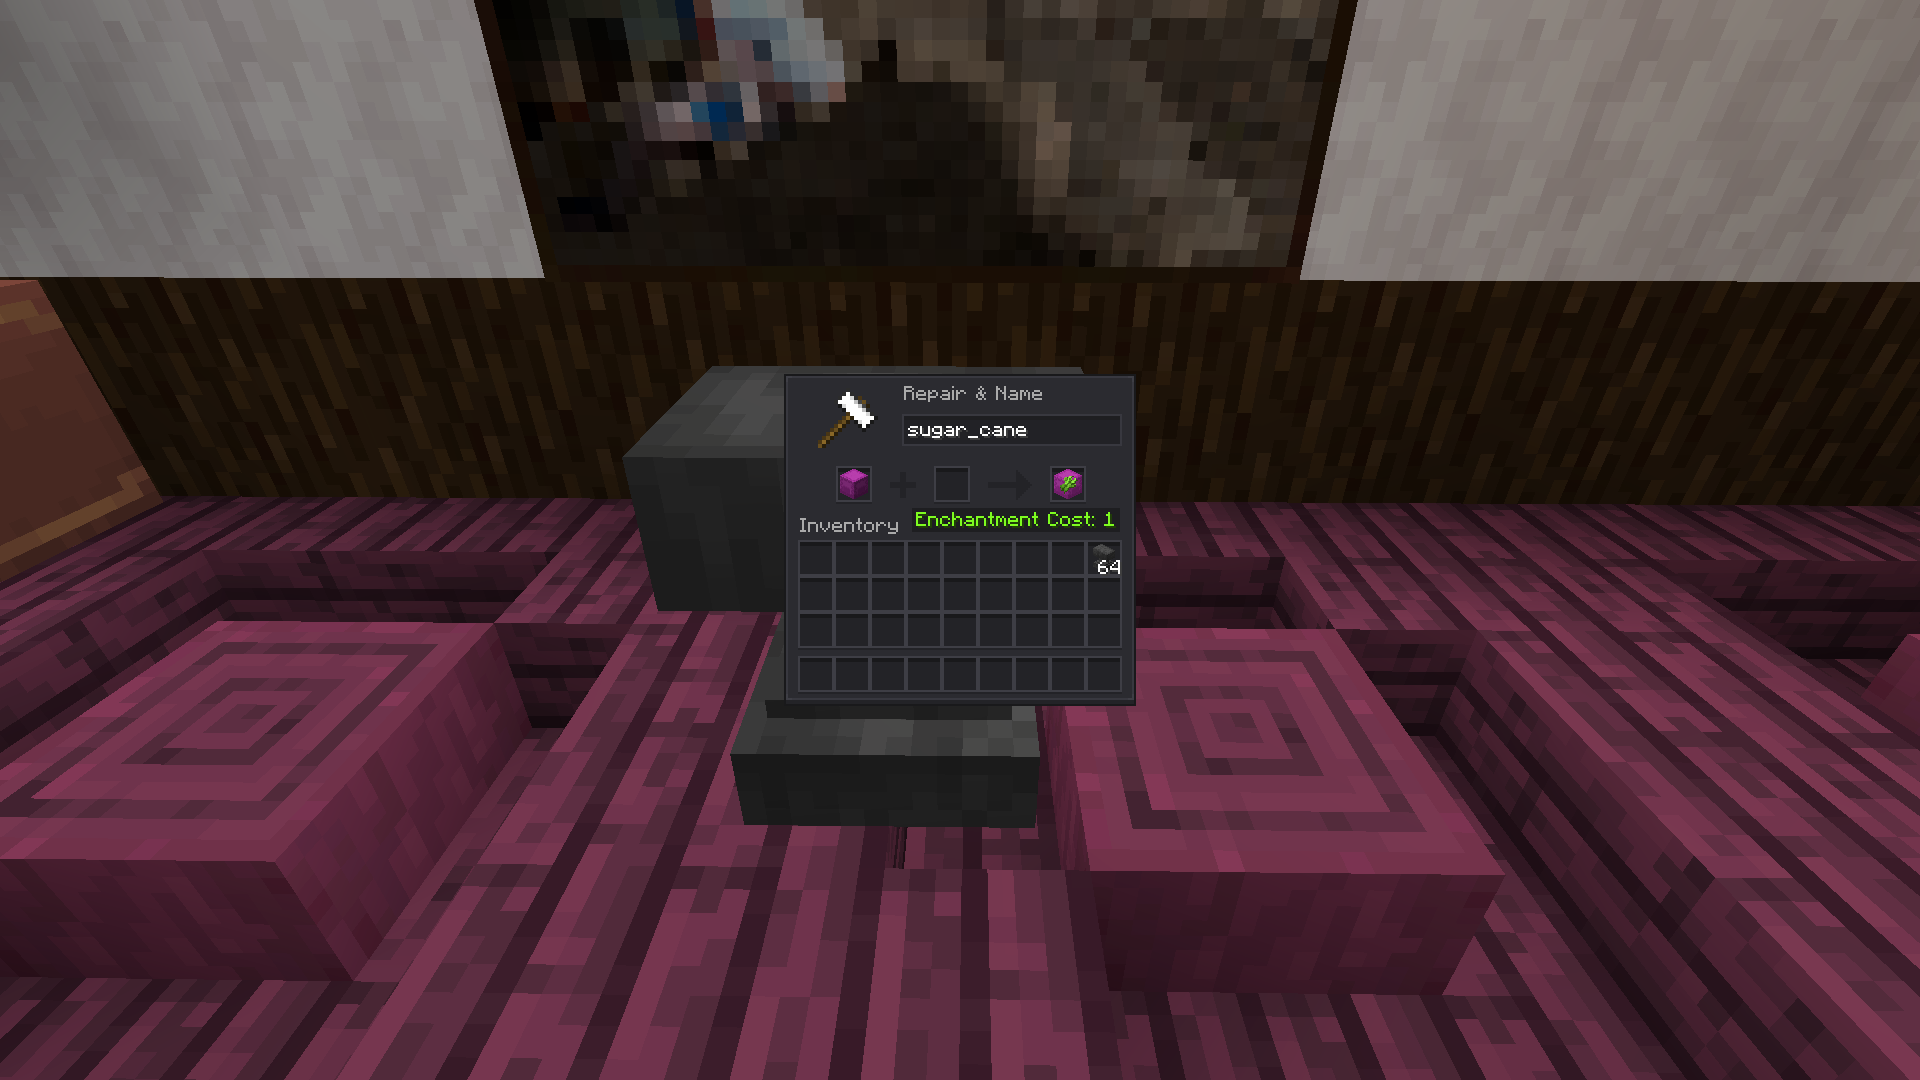 Repair & Name
sugar_cane
Enchantment Cost: 1
Inventory
64